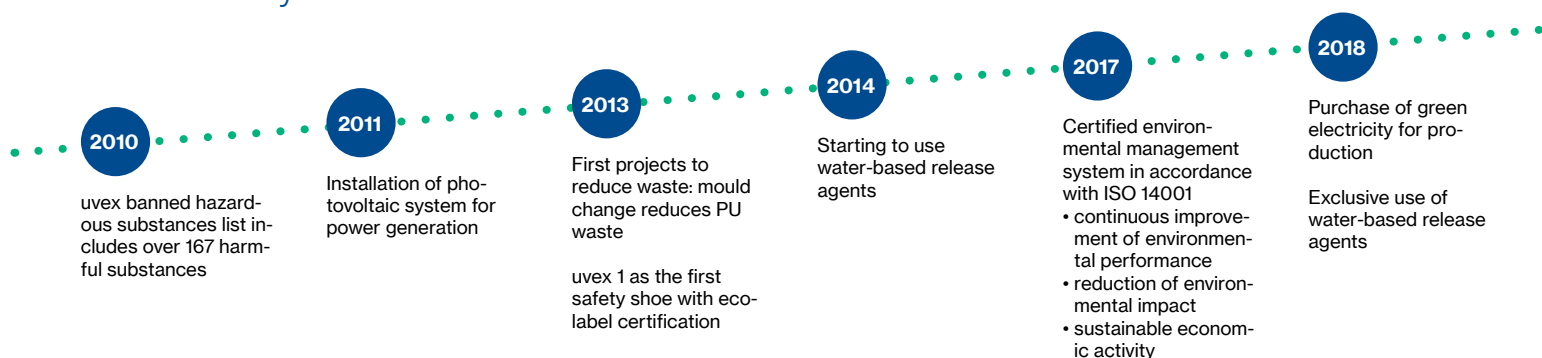 2010
uvex banned hazard-
ous substances list in-
cludes over 167 harm-
ful substances
2011
Installation of pho-
tovoltaic system for
power generation
2013
First projects to
reduce waste: mould
change reduces PU
waste
uvex 1 as the first
safety shoe with eco-
label certification
2014
Starting to use
water-based release
agents
2017
Certified environ-
mental management
system in accordance
with ISO 14001
• continuous improve-
ment of environmen-
tal performance
• reduction of environ-
mental impact
• sustainable econom-
ic activity
2018
Purchase of green
electricity for pro-
duction
Exclusive use of
water-based release
agents